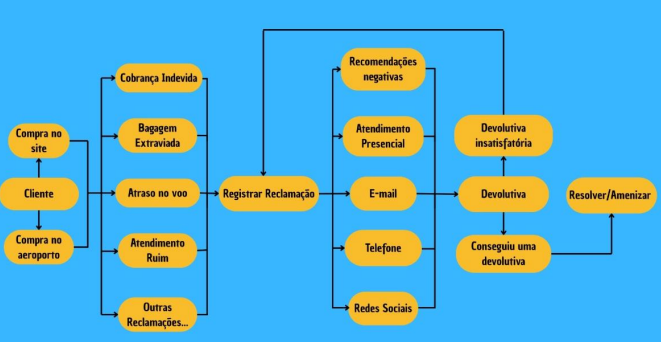 Compra no
site
Cliente
Compra no
aeroporto
Cobrança Indevida
Bagagem
Extraviada
Atraso no voo
Atendimento
Ruim
Outras
Reclamações...
Registrar Reclamação
Recomendações
negativas
Atendimento
Presencial
E-mail
Telefone
Redes Sociais
Devolutiva
insatisfatória
Devolutiva
Conseguiu uma
devolutiva
Resolver/Amenizar